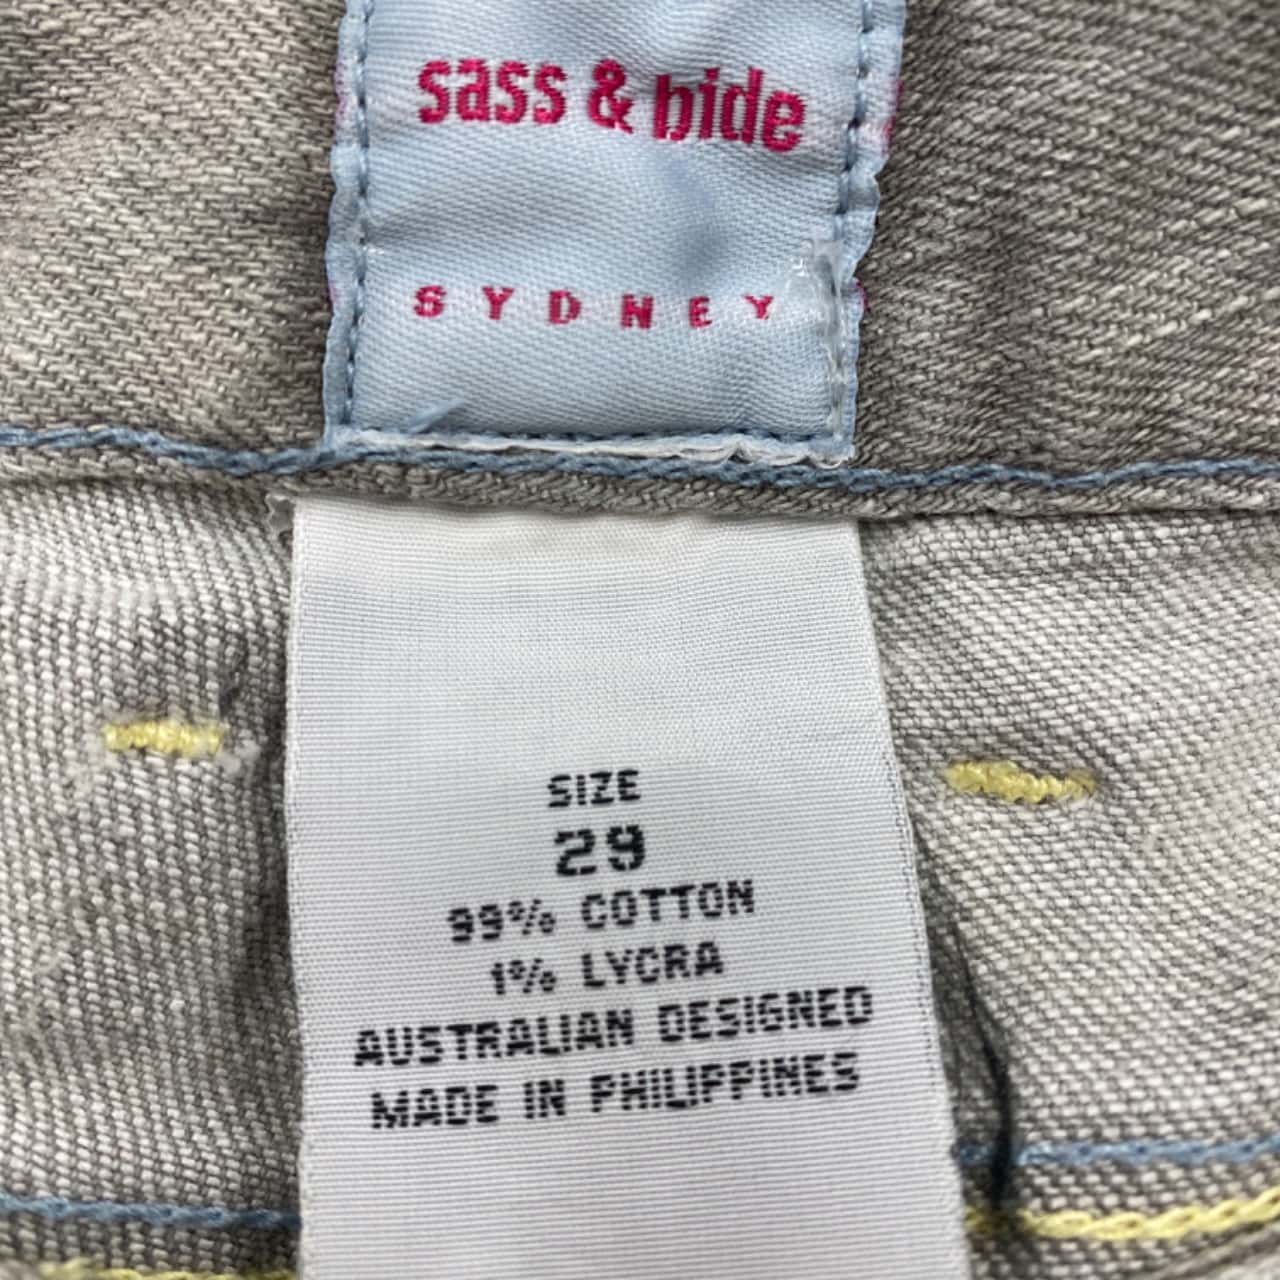 sass & bide
SYDNEY
SIZE
29
99% COTTON
1% LYCRA
AUSTRALIAN DESIGNED
MADE IN PHILIPPINES